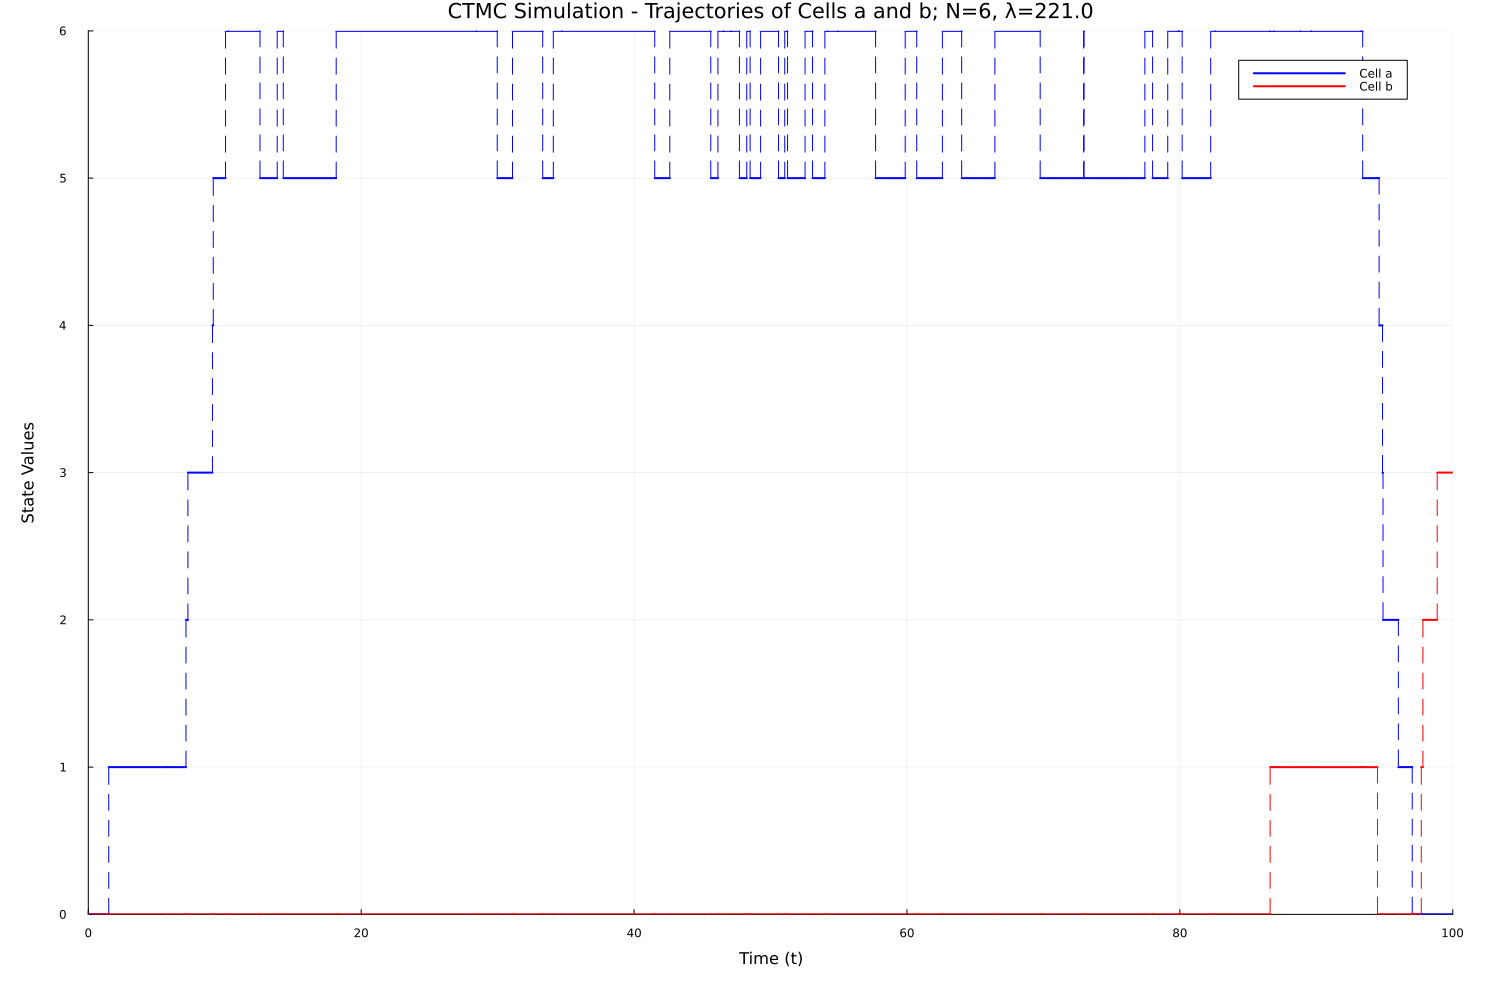 CTMC Simulation - Trajectories of Cells a and b; N=6, λ=221.0
6
Cell a
Cell b
5
4
State Values
3
2
1
0
0 20 40 60 80 100
Time (t)